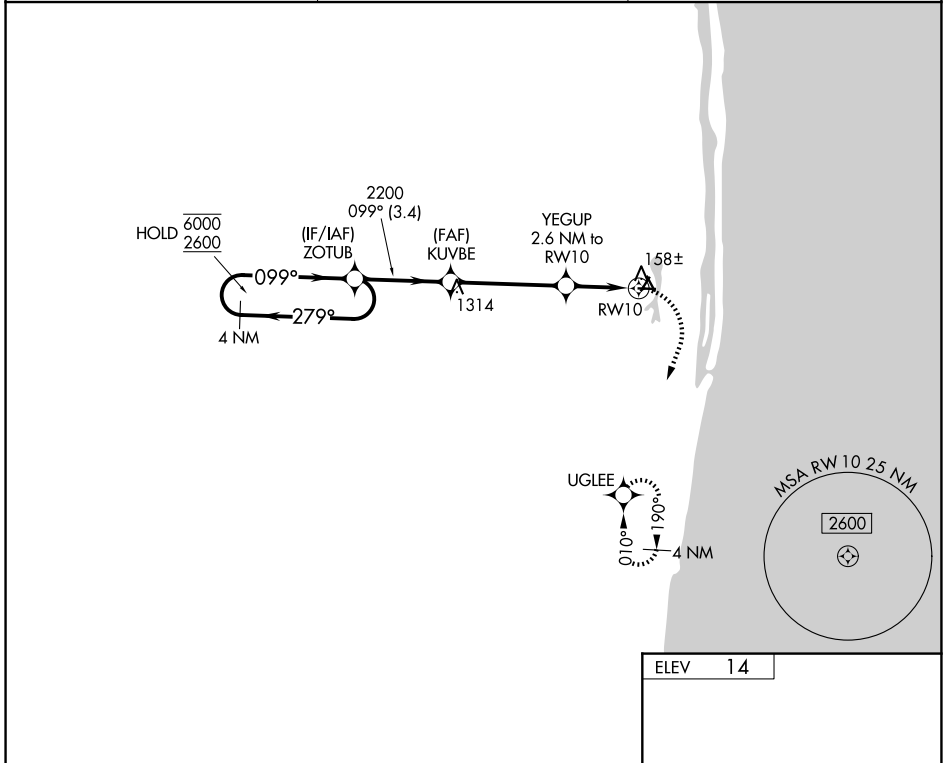 2200
099° (3.4)
HOLD 6000
2600
(IF/IAF)
ZOTUB
(FAF)
KUVBE
YEGUP
2.6 NM to
RW10
158±
099°
1314
RW10
279°
4 NM
UGLEE
190°
010°
4 NM
MSA RW 10 25 NM
2600
ELEV 14